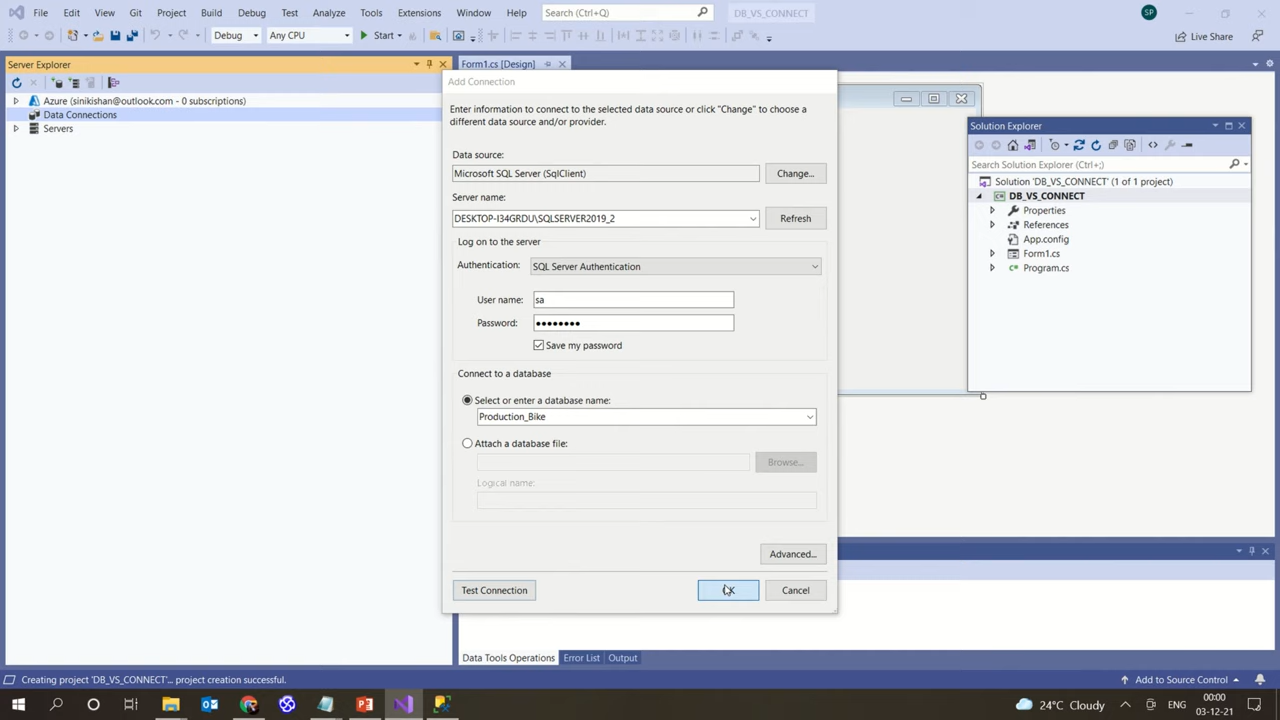 File Edit View Git Project Build Debug Test Analyze Tools Extensions Window Help Search (Ctrl+Q) DB_VS_CONNECT SP
Debug Any CPU Start Live Share
Server Explorer
Form1.cs [Design]
Azure (sinikishan@outlook.com - 0 subscriptions)
Data Connections
Servers
Add Connection
Enter information to connect to the selected data source or click "Change" to choose a
different data source and/or provider.
Data source:
Microsoft SQL Server (SqlClient) Change...
Server name:
DESKTOP-I34GRDU\SQLSERVER2019_2 Refresh
Log on to the server
Authentication: SQL Server Authentication
User name: sa
Password: ●●●●●●●●
Save my password
Connect to a database
Select or enter a database name:
Production_Bike
Attach a database file:
Browse...
Logical name:
Advanced...
Test Connection OK Cancel
Solution Explorer
Search Solution Explorer (Ctrl+;)
Solution 'DB_VS_CONNECT' (1 of 1 project)
DB_VS_CONNECT
Properties
References
App.config
Form1.cs
Program.cs
Data Tools Operations Error List Output
Creating project 'DB_VS_CONNECT'... project creation successful. Add to Source Control
24°C Cloudy ENG 00:00
03-12-21